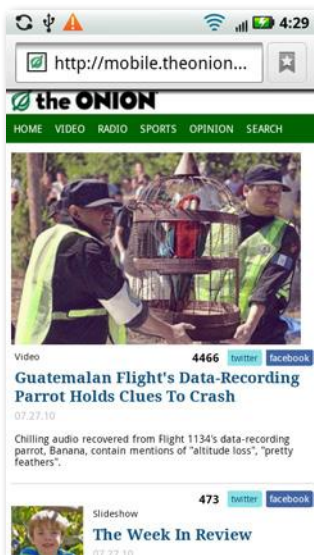 4:29
http://mobile.theonion...
the ONION
HOME VIDEO RADIO SPORTS OPINION SEARCH
Video 4466 twitter facebook
Guatemalan Flight's Data-Recording
Parrot Holds Clues To Crash
07.27.10
Chilling audio recovered from Flight 1134's data-recording
parrot, Banana, contain mentions of "altitude loss", "pretty
feathers".
473 twitter facebook
Slideshow
The Week In Review
07.27.10